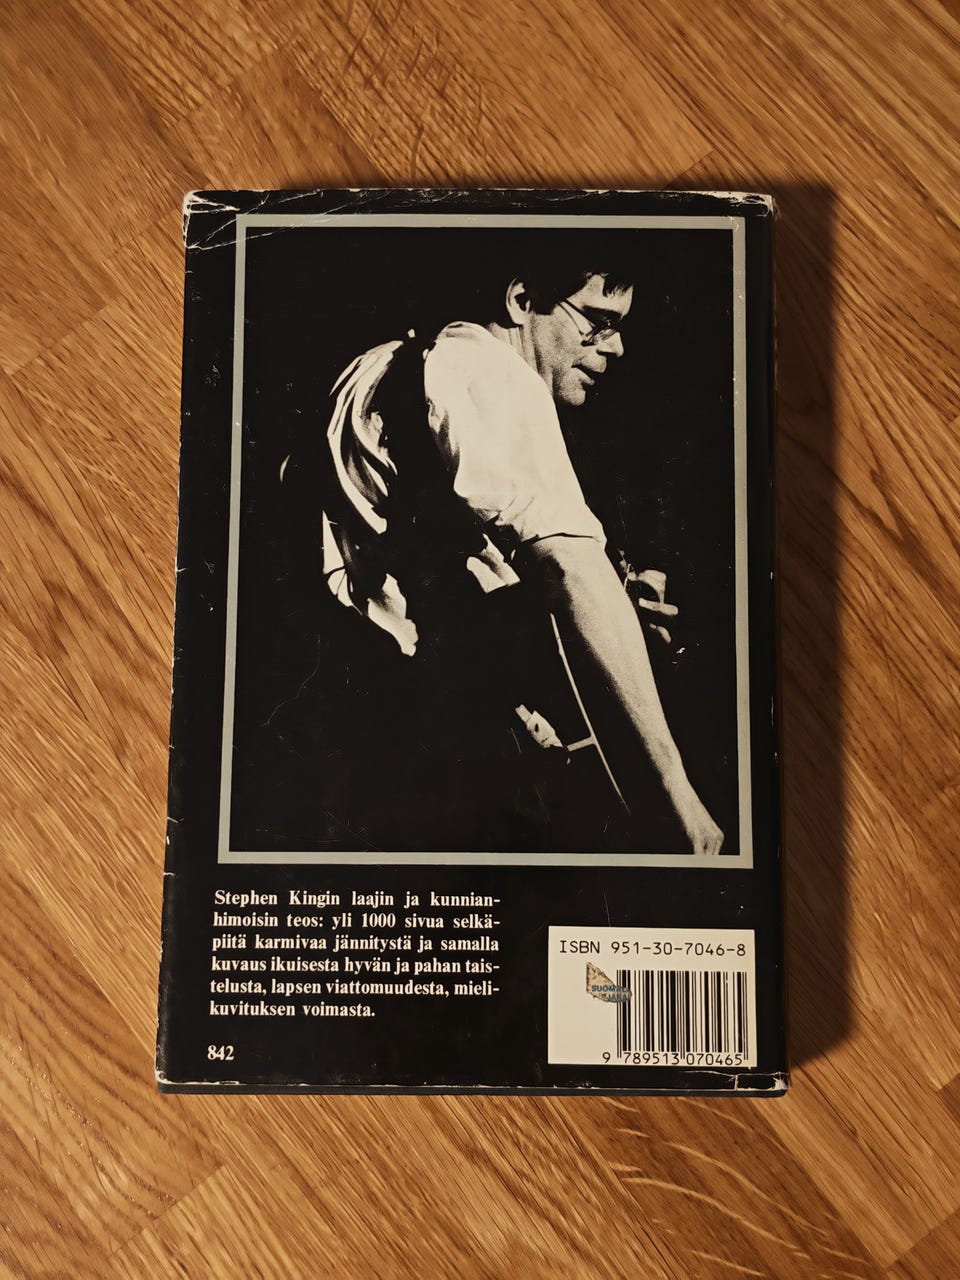 Stephen Kingin laajin ja kunnian-
himoisin teos: yli 1000 sivua selkä-
piitä karmivaa jännitystä ja samalla
kuvaus ikuisesta hyvän ja pahan tais-
telusta, lapsen viattomuudesta, mieli-
kuvituksen voimasta.
842
ISBN 951-30-7046-8
9 789513 070465